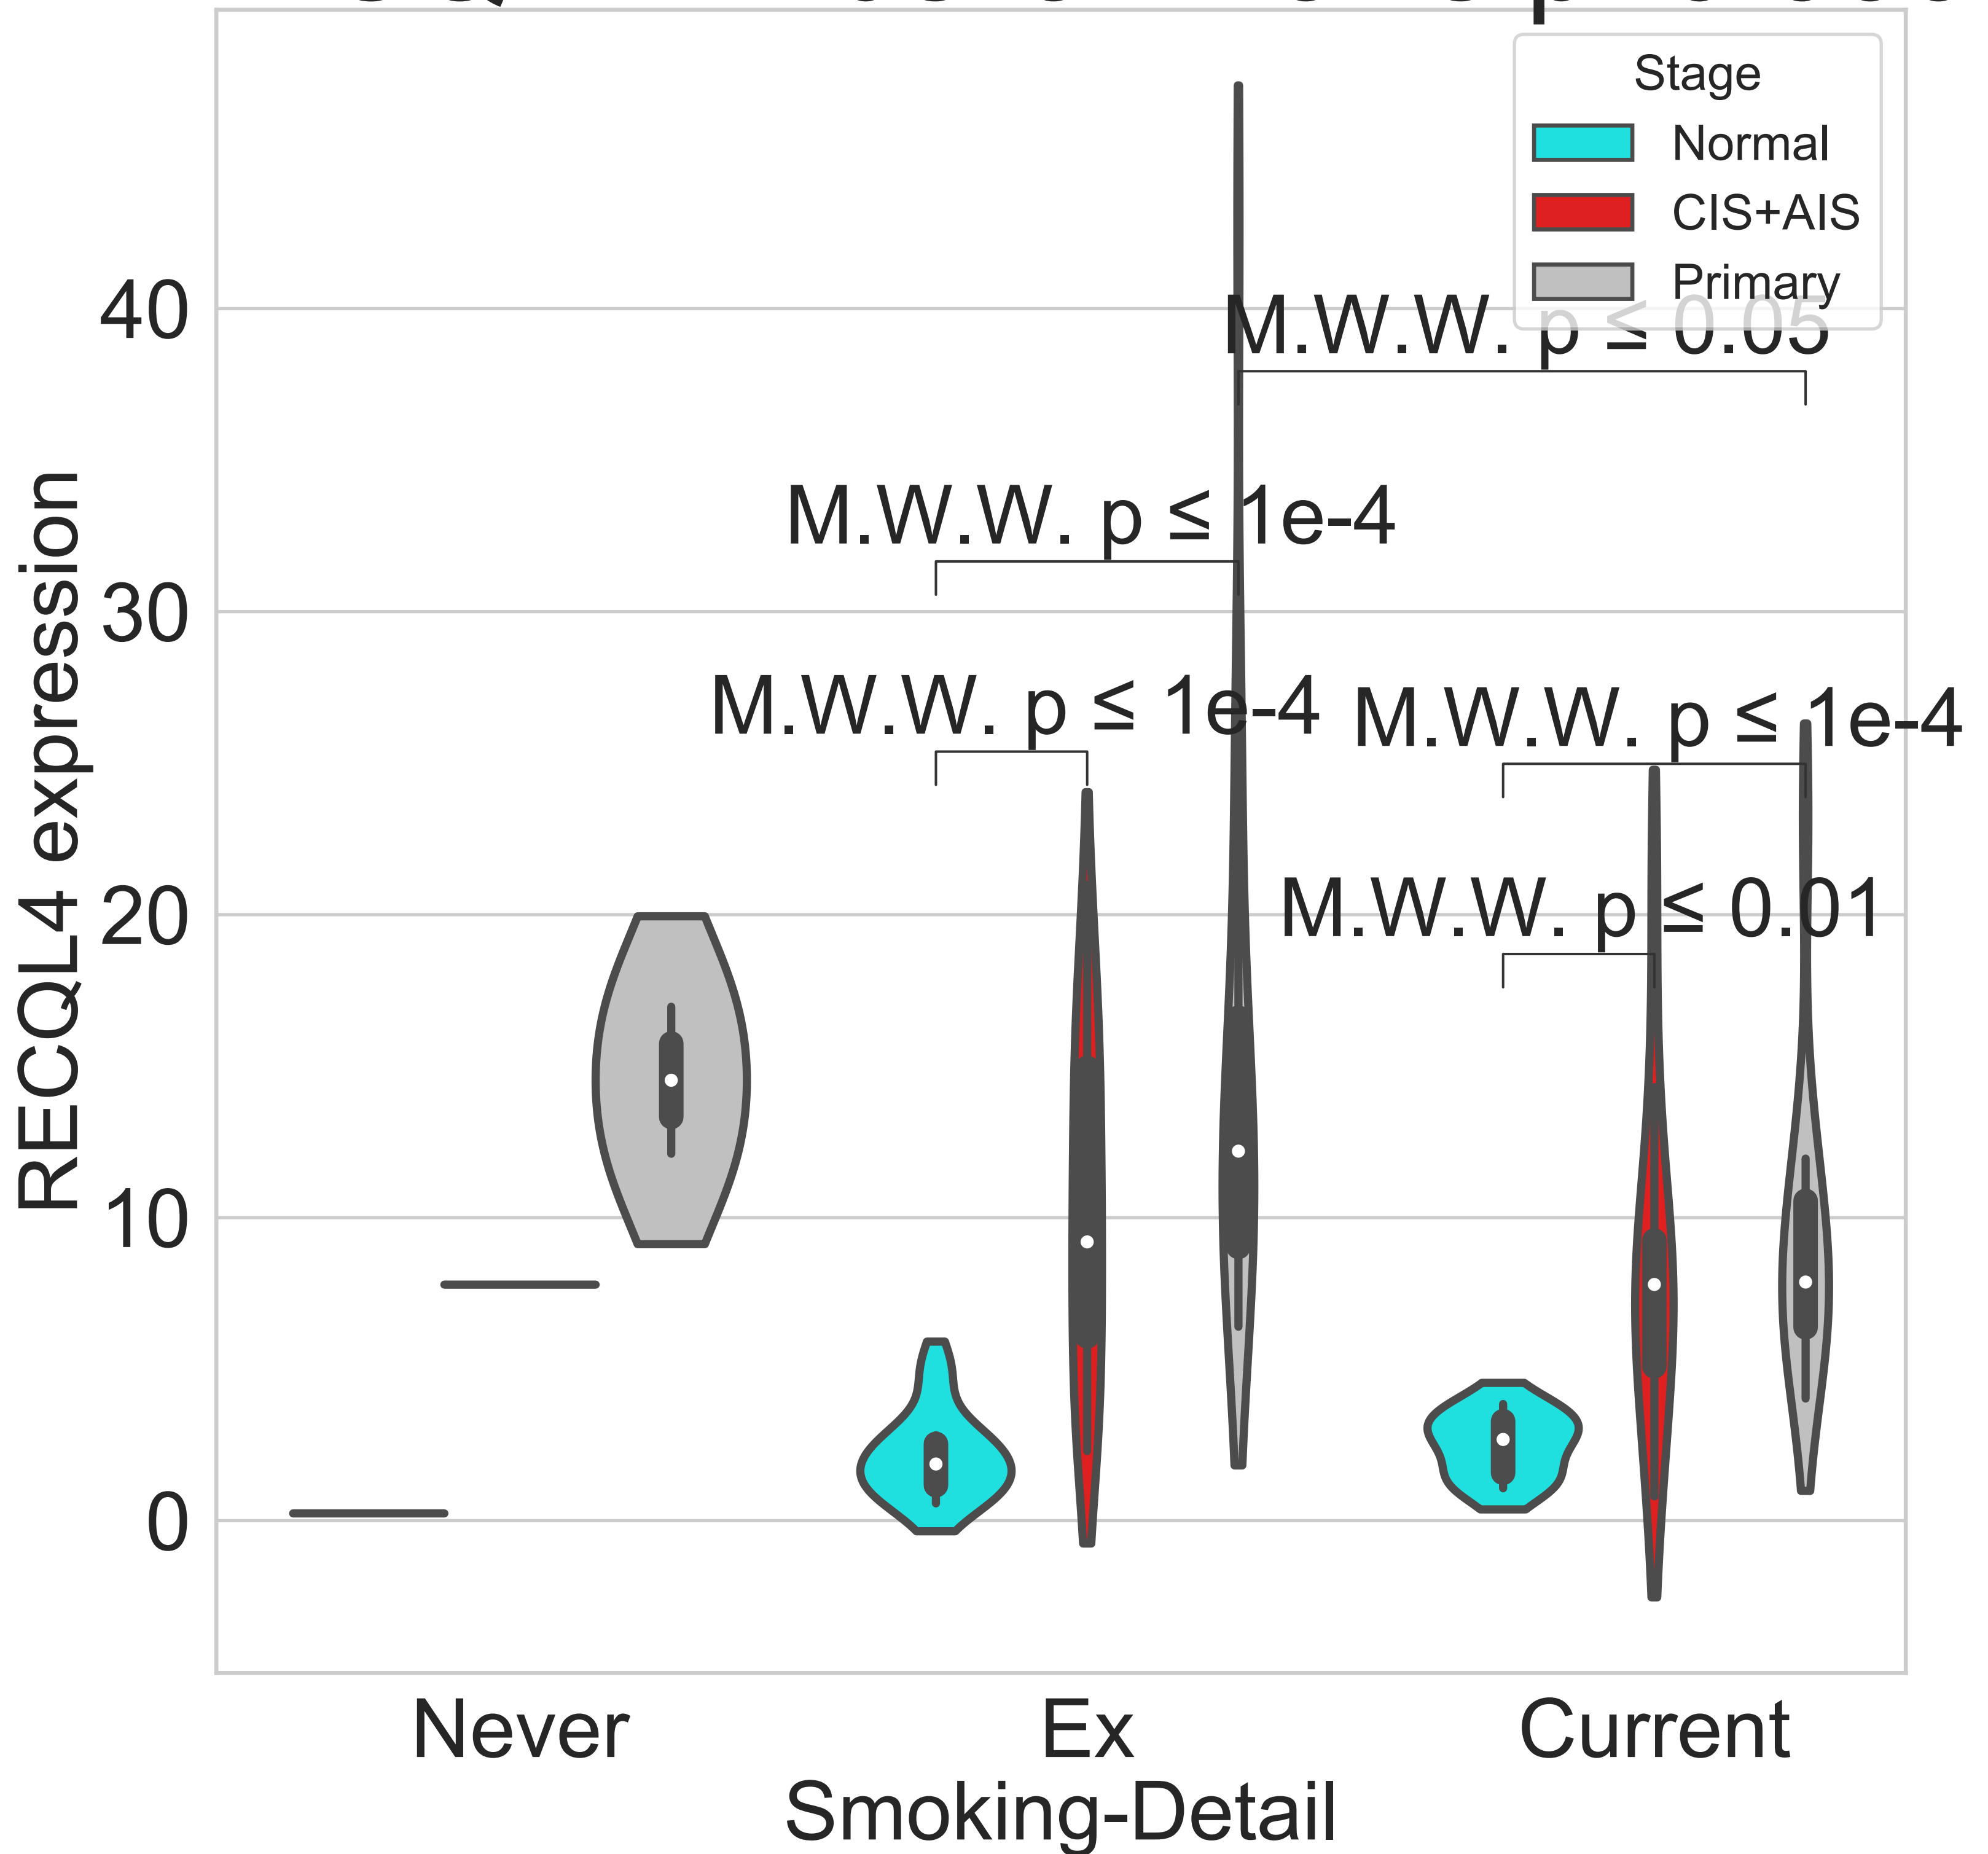 Stage
Normal
CIS+AIS
Primary
M.W.W. p ≤ 0.05
M.W.W. p ≤ 1e-4
M.W.W. p ≤ 1e-4
M.W.W. p ≤ 1e-4
M.W.W. p ≤ 0.01
RECQL4 expression
40
30
20
10
0
Never
Ex
Current
Smoking-Detail